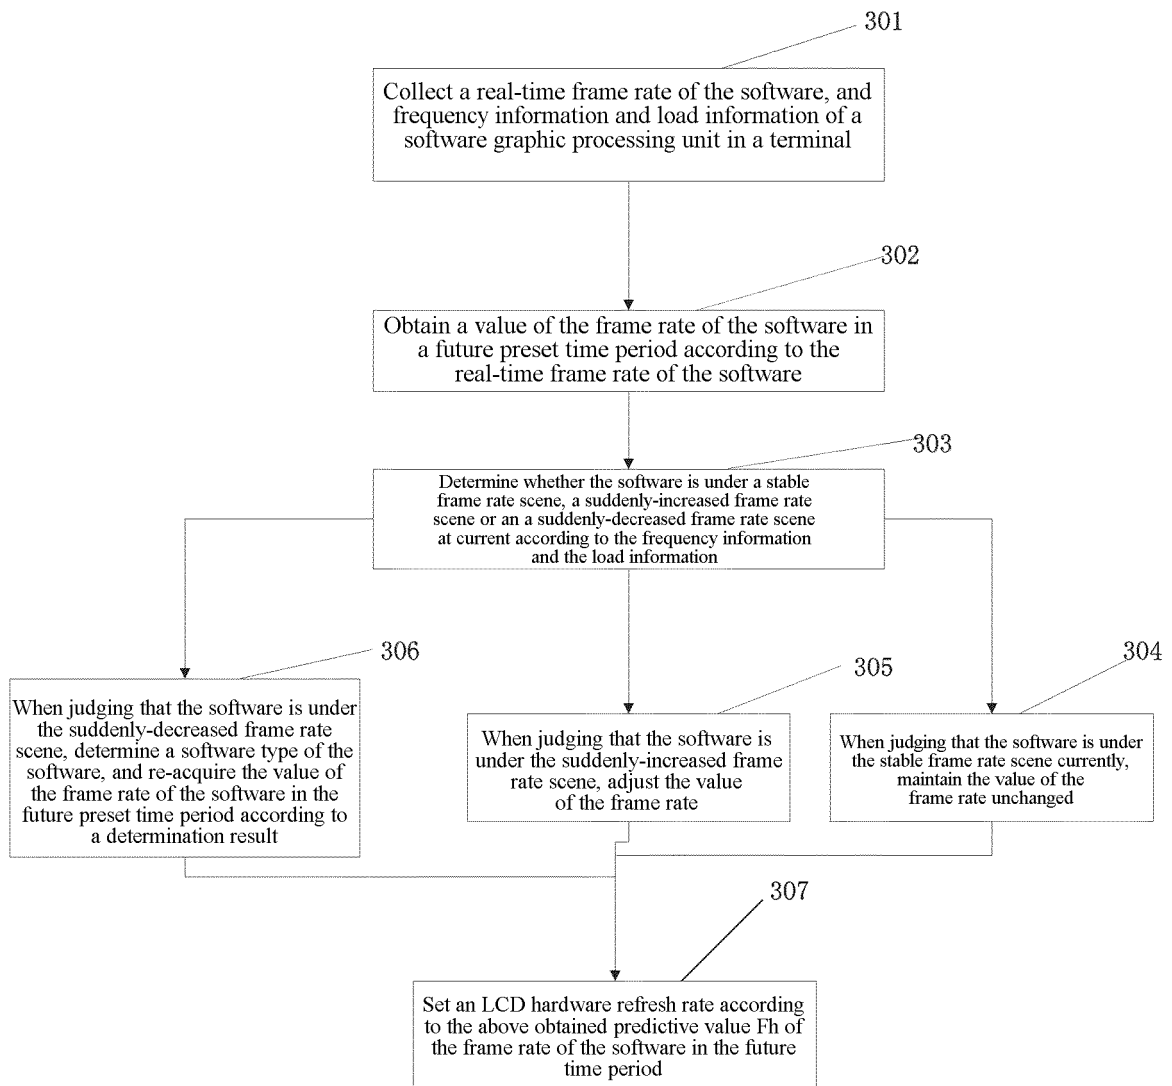 301
Collect a real-time frame rate of the software, and
frequency information and load information of a
software graphic processing unit in a terminal
302
Obtain a value of the frame rate of the software in
a future preset time period according to the
real-time frame rate of the software
303
Determine whether the software is under a stable
frame rate scene, a suddenly-increased frame rate
scene or an a suddenly-decreased frame rate scene
at current according to the frequency information
and the load information
306
When judging that the software is under
the suddenly-decreased frame rate
scene, determine a software type of the
software, and re-acquire the value of
the frame rate of the software in the
future preset time period according to
a determination result
305
When judging that the software is
under the suddenly-increased frame
rate scene, adjust the value
of the frame rate
304
When judging that the software is under
the stable frame rate scene currently,
maintain the value of the
frame rate unchanged
307
Set an LCD hardware refresh rate according
to the above obtained predictive value Fh of
the frame rate of the software in the future
time period